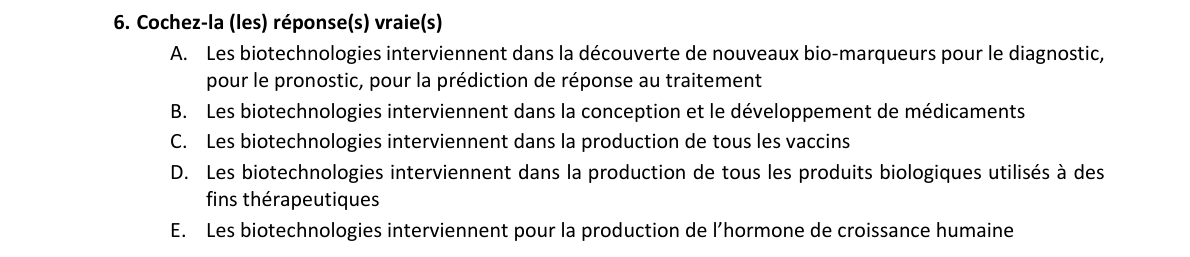 6. Cochez-la (les) réponse(s) vraie(s)
A. Les biotechnologies interviennent dans la découverte de nouveaux bio-marqueurs pour le diagnostic,
pour le pronostic, pour la prédiction de réponse au traitement
B. Les biotechnologies interviennent dans la conception et le développement de médicaments
C. Les biotechnologies interviennent dans la production de tous les vaccins
D. Les biotechnologies interviennent dans la production de tous les produits biologiques utilisés à des
fins thérapeutiques
E. Les biotechnologies interviennent pour la production de l’hormone de croissance humaine